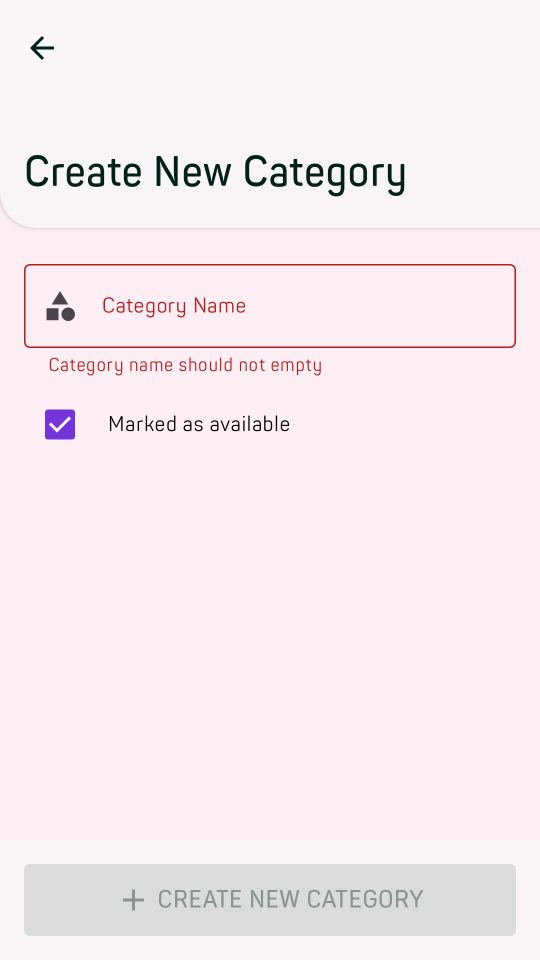 Create New Category
Category Name
Category name should not empty
Marked as available
CREATE NEW CATEGORY